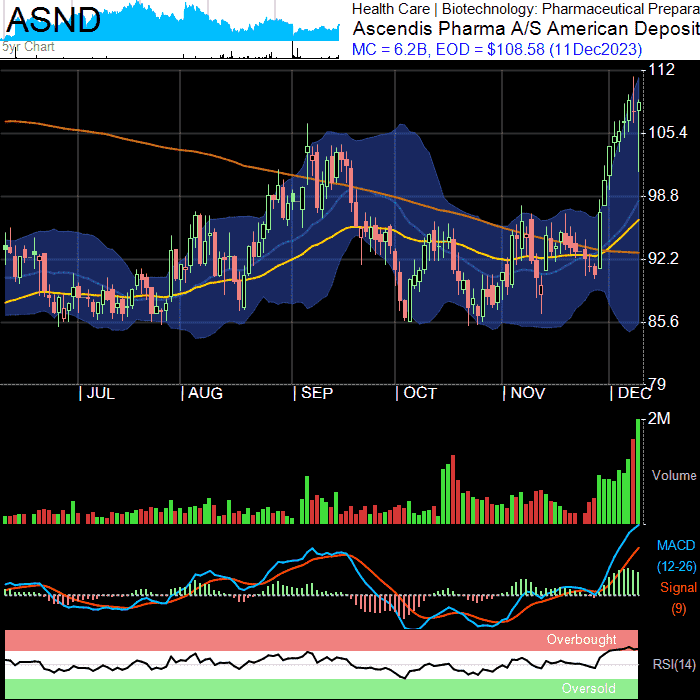 ASND
5yr Chart
Health Care | Biotechnology: Pharmaceutical Prepara
Ascendis Pharma A/S American Deposit
MC = 6.2B, EOD = $108.58 (11Dec2023)
112
105.4
98.8
92.2
85.6
79
| JUL | AUG | SEP | OCT | NOV | DEC
2M
Volume
MACD
(12-26)
Signal
(9)
Overbought
RSI(14)
Oversold